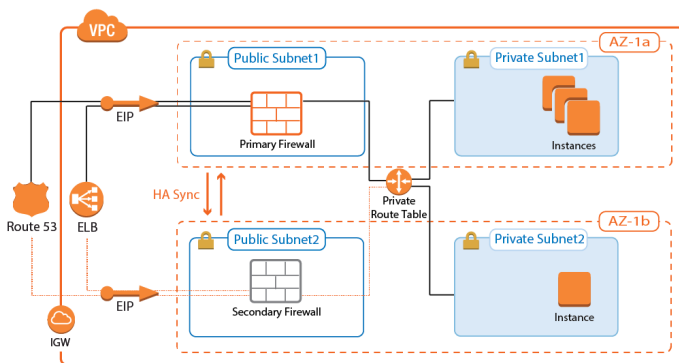 VPC
AZ-1a
Public Subnet1
Private Subnet1
EIP
Primary Firewall
Instances
HA Sync
Private
Route Table
Route 53
ELB
AZ-1b
Public Subnet2
Private Subnet2
EIP
Secondary Firewall
Instance
IGW